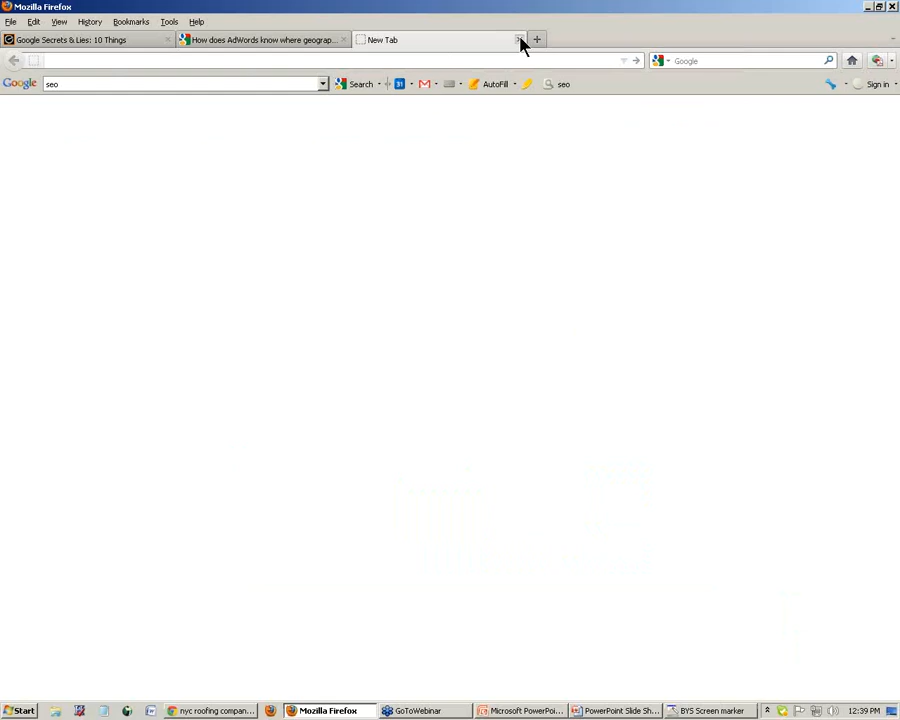 Mozilla Firefox
File Edit View History Bookmarks Tools Help
Google Secrets & Lies: 10 Things How does AdWords know where geograp... New Tab
Google
Google seo Search 31 AutoFill seo Sign in
Start nyc roofing compan... Mozilla Firefox GoToWebinar Microsoft PowerPoi... PowerPoint Slide Sh... BYS Screen marker 12:39 PM